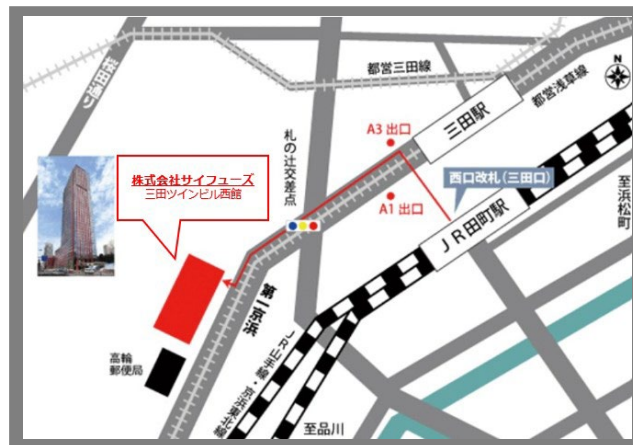 桜田通り
都営三田線
N
三田駅
都営浅草線
A3 出口
札の辻交差点
西口改札(三田口)
至浜松町
株式会社サイフューズ
三田ツインビル西館
A1 出口
JR田町駅
第一京浜
高輪
郵便局
JR山手線・京浜東北線
至品川